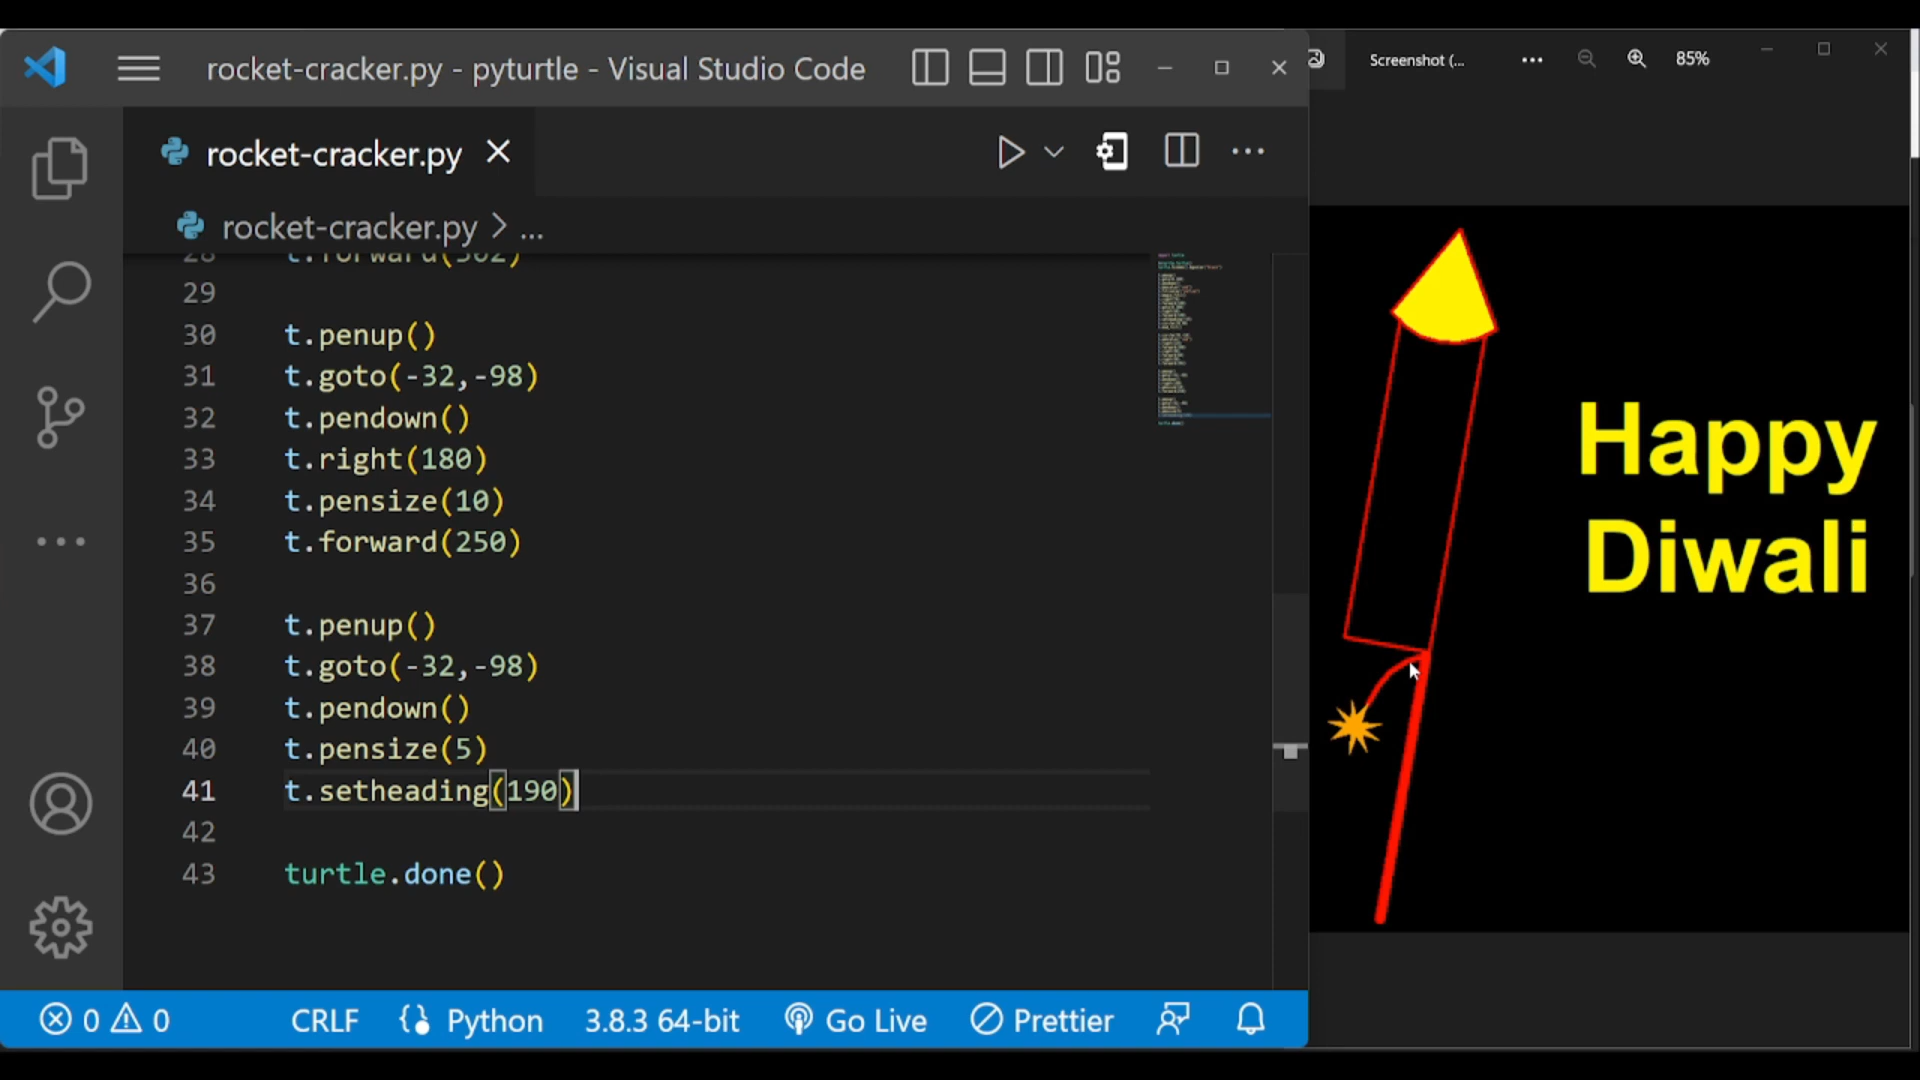 rocket-cracker.py - pyturtle - Visual Studio Code
Screenshot (...
85%
rocket-cracker.py
rocket-cracker.py > ...
29
30 t.penup()
31 t.goto(-32,-98)
32 t.pendown()
33 t.right(180)
34 t.pensize(10)
35 t.forward(250)
36
37 t.penup()
38 t.goto(-32,-98)
39 t.pendown()
40 t.pensize(5)
41 t.setheading(190)
42
43 turtle.done()
Happy
Diwali
0 0 CRLF Python 3.8.3 64-bit Go Live Prettier